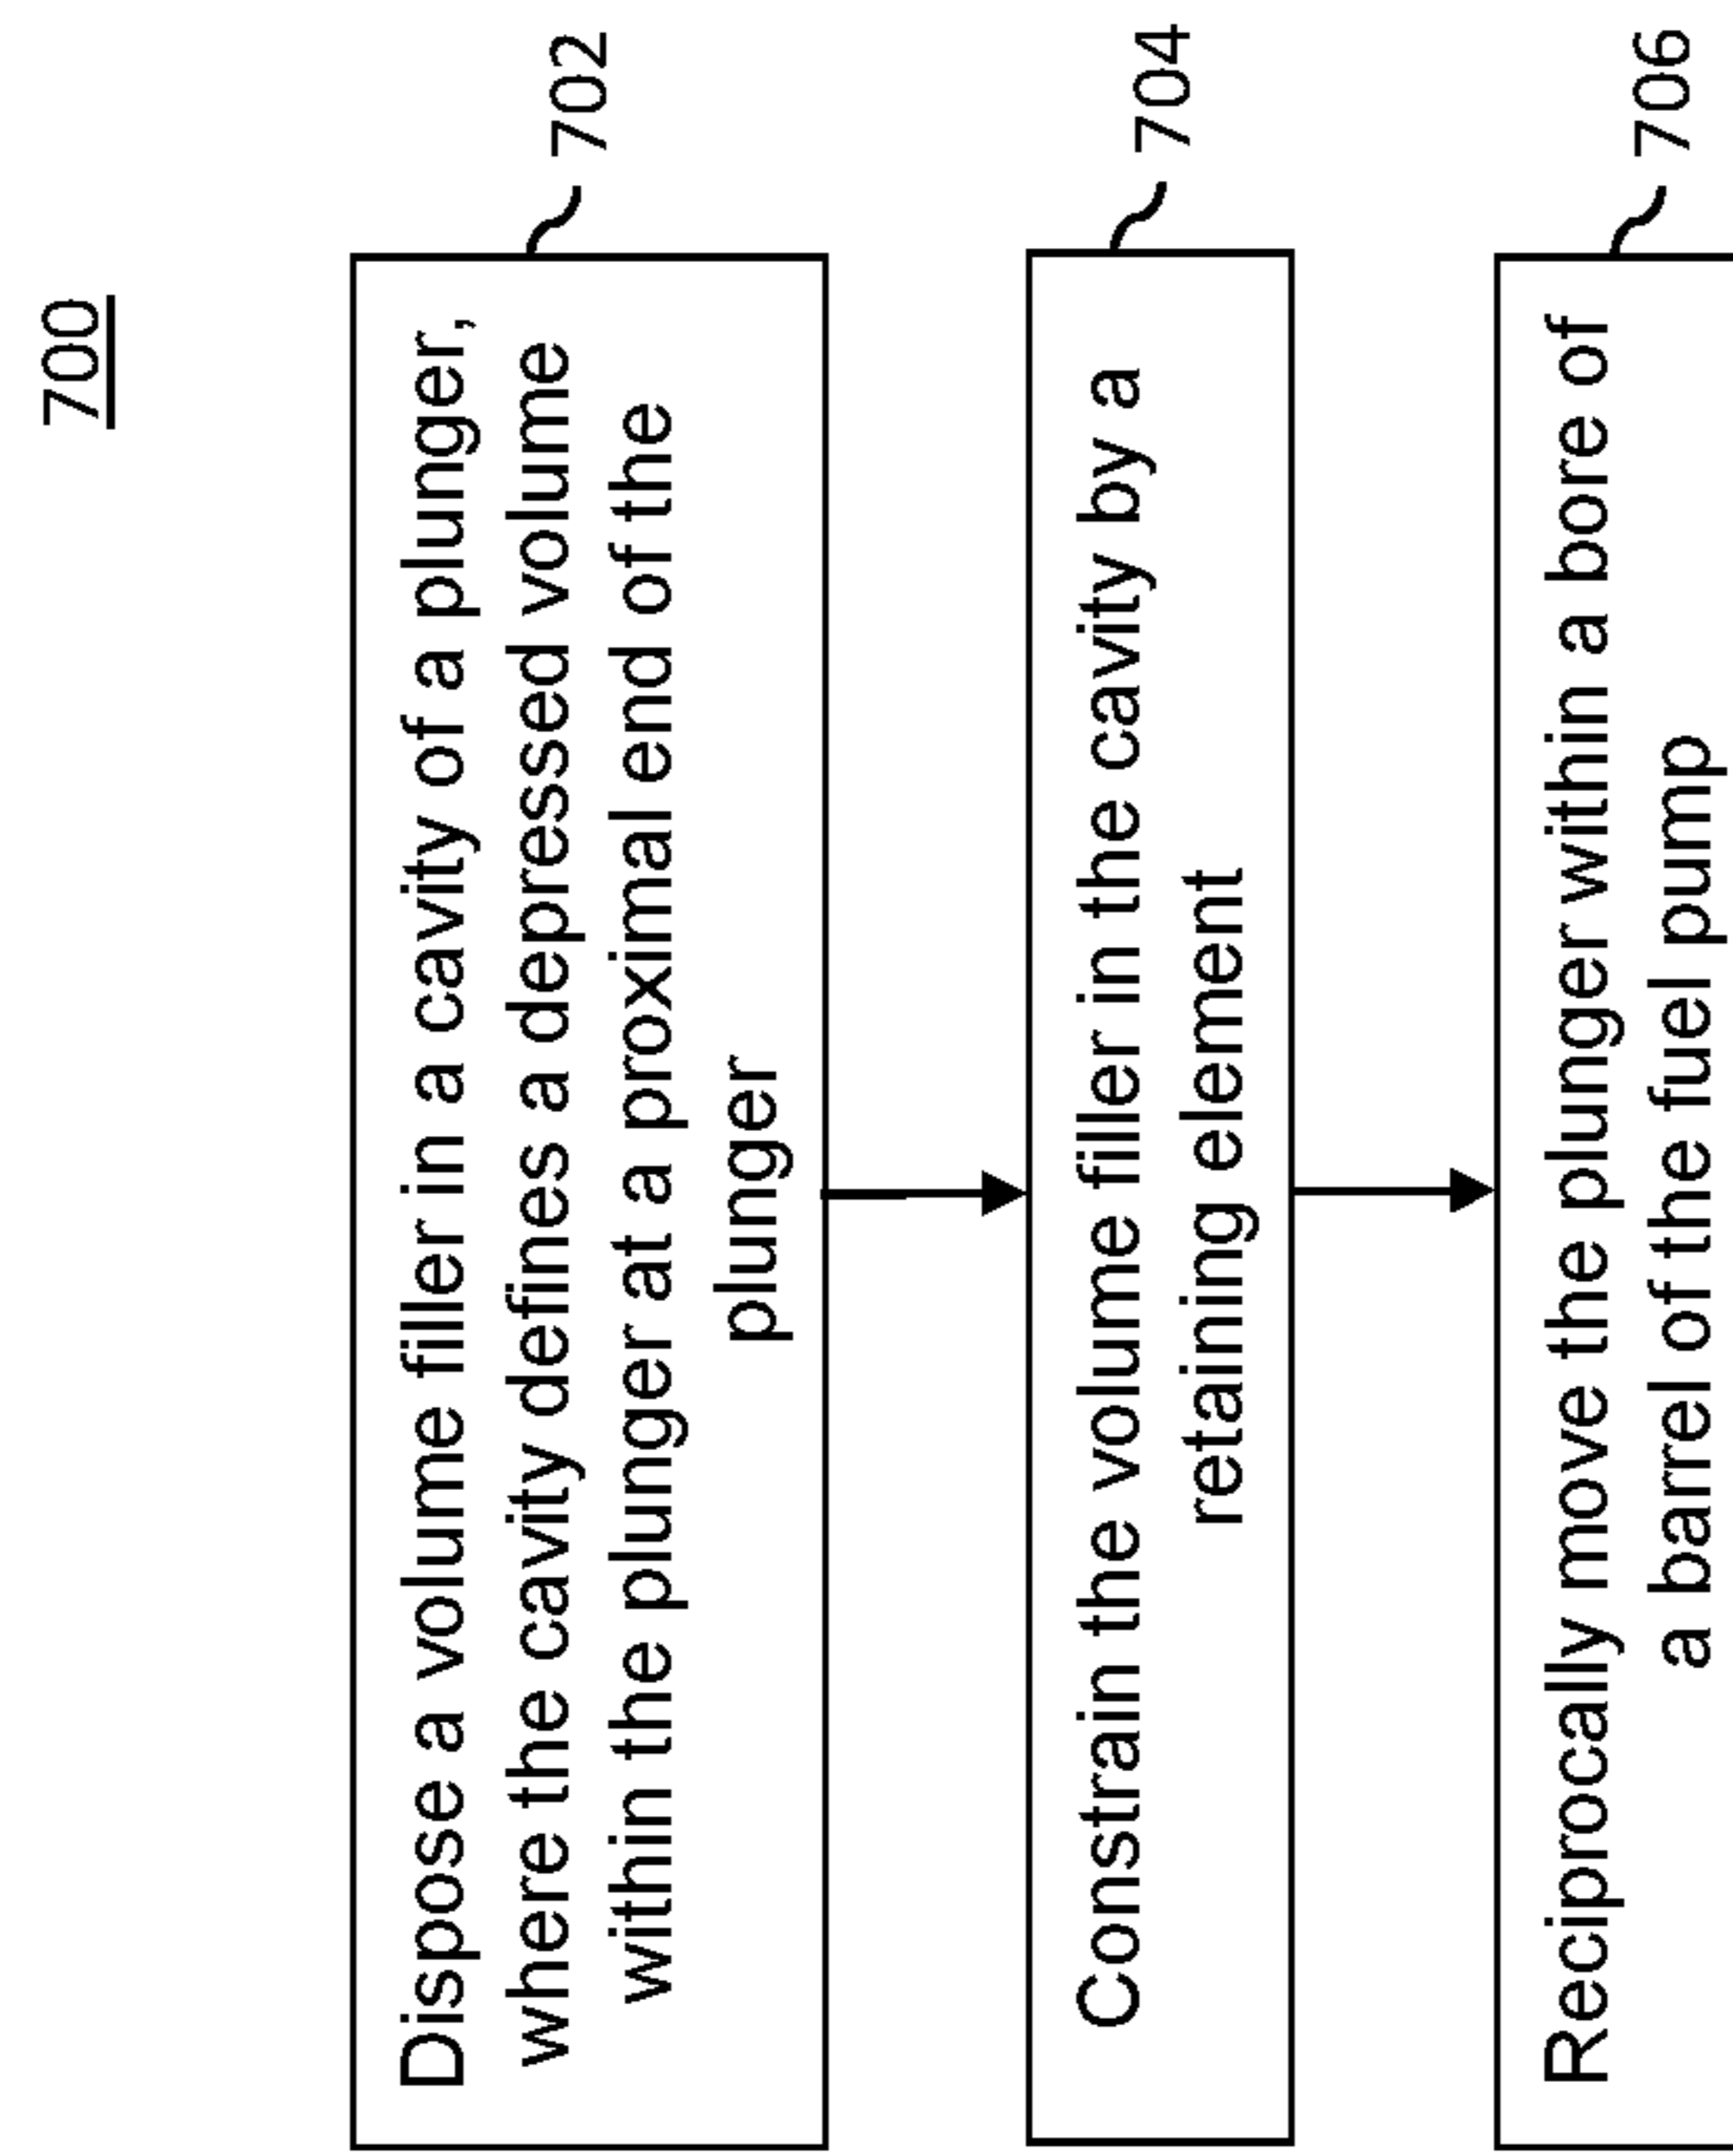 700
Dispose a volume filler in a cavity of a plunger,
where the cavity defines a depressed volume
within the plunger at a proximal end of the
plunger
702
Constrain the volume filler in the cavity by a
retaining element
704
Reciprocally move the plunger within a bore of
a barrel of the fuel pump
706